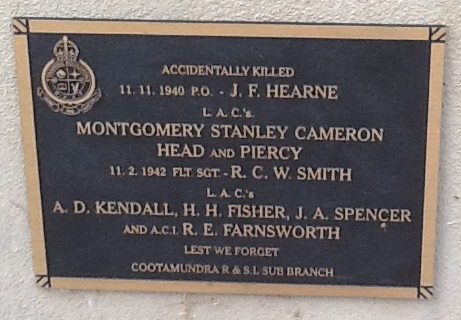 ACCIDENTALLY KILLED
11. 11. 1940 P.O. - J. F. HEARNE
L. A. C.'s.
MONTGOMERY STANLEY CAMERON
HEAD AND PIERCY
11. 2. 1942 FLT. SGT. - R. C. W. SMITH
L. A. C.'s
A. D. KENDALL, H. H. FISHER, J. A. SPENCER
AND A.C.I. R. E. FARNSWORTH
LEST WE FORGET
COOTAMUNDRA R & S L SUB BRANCH